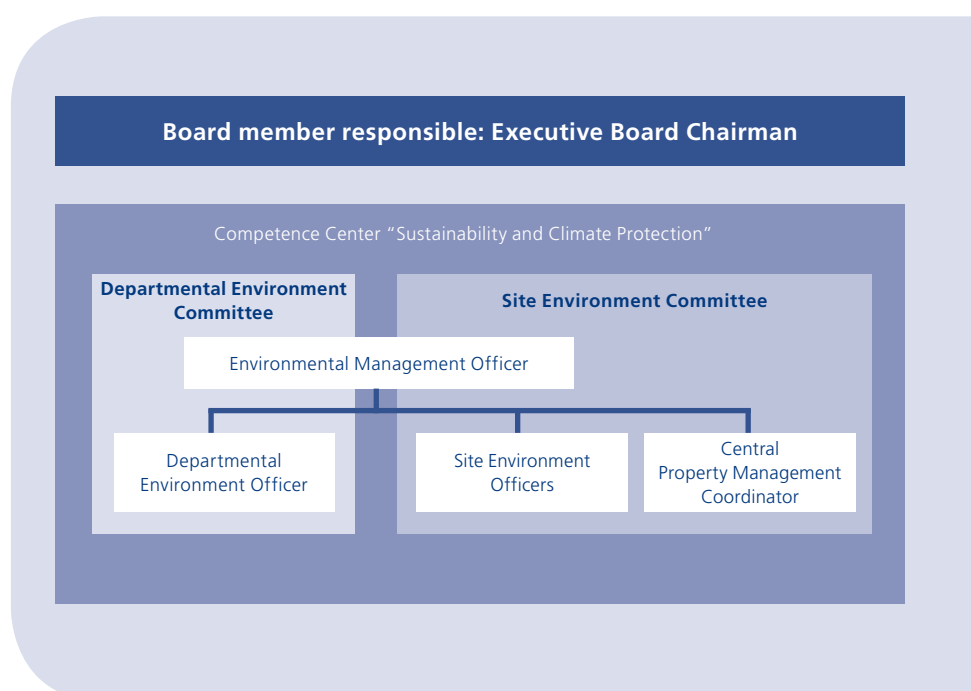 Board member responsible: Executive Board Chairman
Competence Center “Sustainability and Climate Protection”
Departmental Environment
Committee
Site Environment Committee
Environmental Management Officer
Departmental
Environment Officer
Site Environment
Officers
Central
Property Management
Coordinator